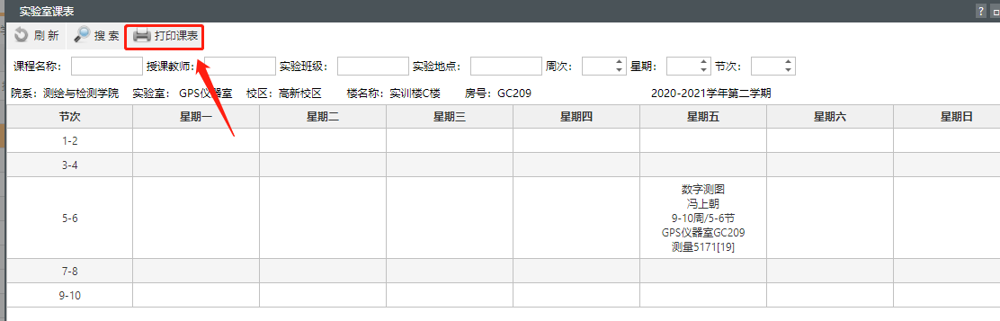 实验室课表
刷 新 搜 索 打印课表
课程名称： 授课教师： 实验班级： 实验地点： 周次： 星期： 节次：
院系：测绘与检测学院 实验室： GPS仪器室 校区：高新校区 楼名称：实训楼C楼 房号：GC209 2020-2021学年第二学期
节次 星期一 星期二 星期三 星期四 星期五 星期六 星期日
1-2
3-4
5-6
数字测图
冯上朝
9-10周/5-6节
GPS仪器室GC209
测量5171[19]
7-8
9-10